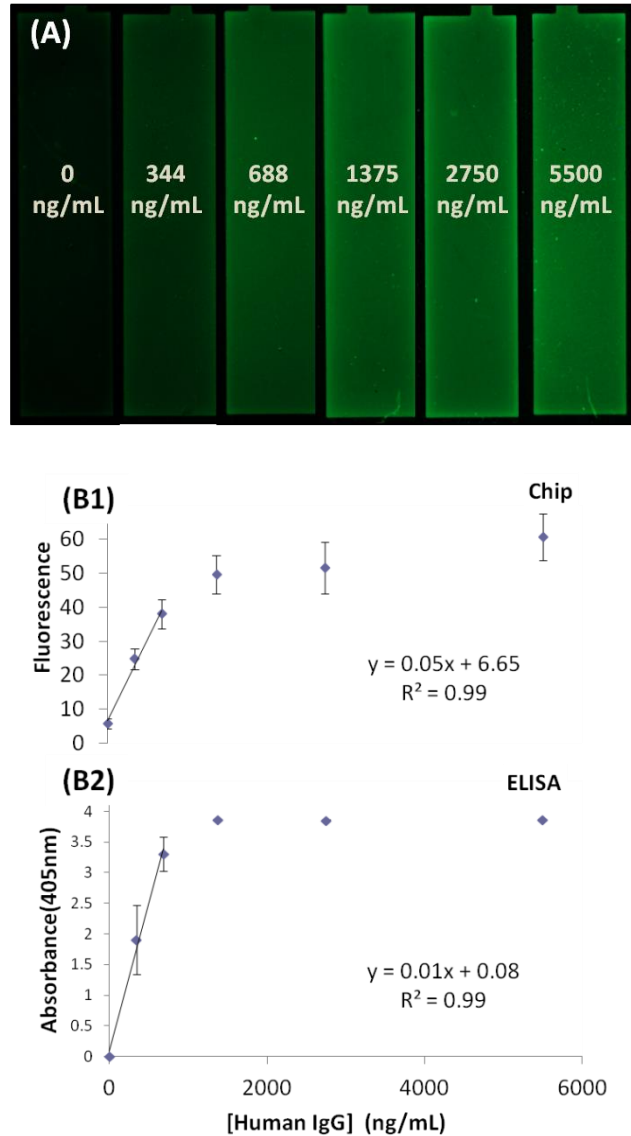 (A)
0
ng/mL
344
ng/mL
688
ng/mL
1375
ng/mL
2750
ng/mL
5500
ng/mL
(B1)
Chip
Fluorescence
60
50
40
30
20
10
0
y = 0.05x + 6.65
R² = 0.99
(B2)
ELISA
Absorbance(405nm)
4
3.5
3
2.5
2
1.5
1
0.5
0
y = 0.01x + 0.08
R² = 0.99
0 2000 4000 6000
[Human IgG] (ng/mL)